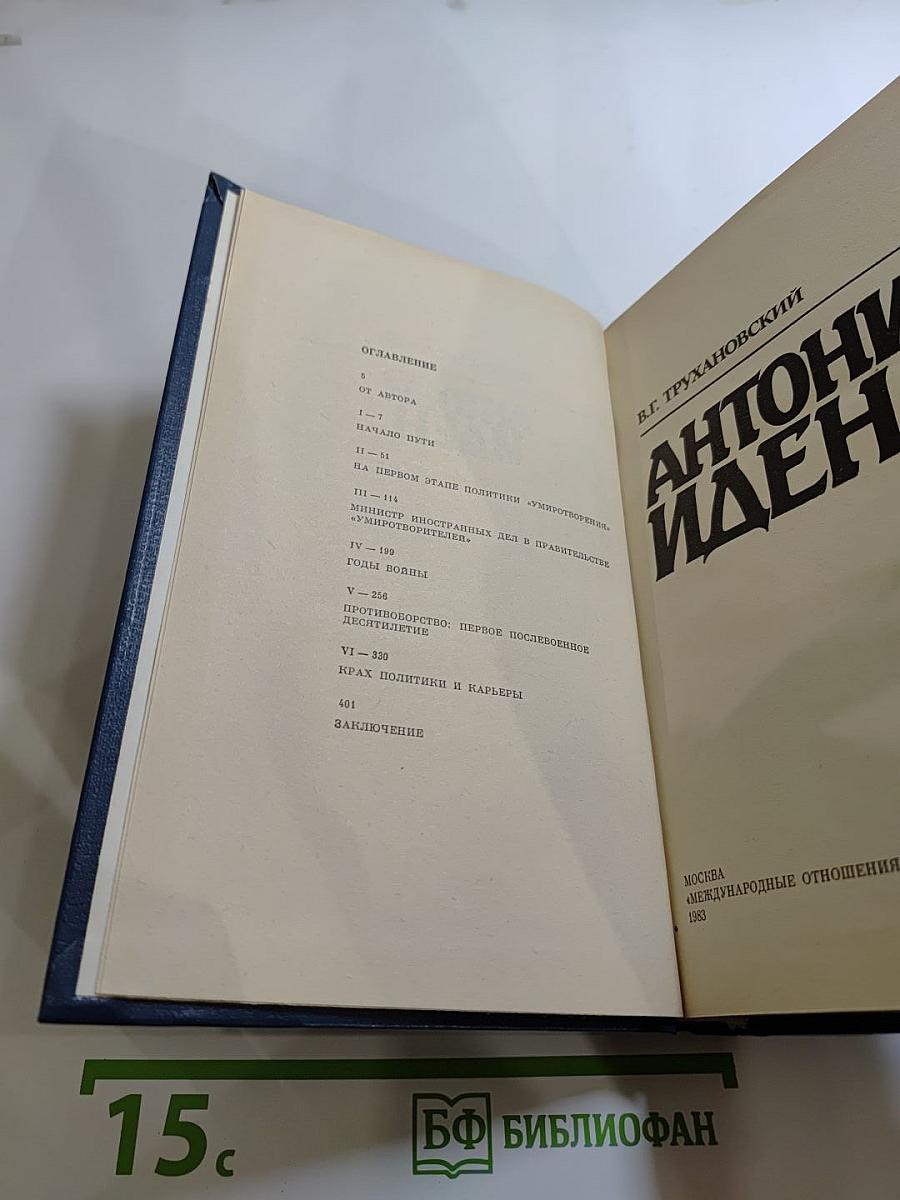 ОГЛАВЛЕНИЕ
5
ОТ АВТОРА
I — 7
НАЧАЛО ПУТИ
II — 51
НА ПЕРВОМ ЭТАПЕ ПОЛИТИКИ «УМИРОТВОРЕНИЯ»
III — 114
МИНИСТР ИНОСТРАННЫХ ДЕЛ В ПРАВИТЕЛЬСТВЕ
«УМИРОТВОРИТЕЛЕЙ»
IV — 199
ГОДЫ ВОЙНЫ
V — 256
ПРОТИВОБОРСТВО: ПЕРВОЕ ПОСЛЕВОЕННОЕ
ДЕСЯТИЛЕТИЕ
VI — 330
КРАХ ПОЛИТИКИ И КАРЬЕРЫ
401
ЗАКЛЮЧЕНИЕ
В.Г. ТРУХАНОВСКИЙ
АНТОНИ
ИДЕН
МОСКВА
«МЕЖДУНАРОДНЫЕ ОТНОШЕНИЯ
1983
15 с
БФ БИБЛИОФАН